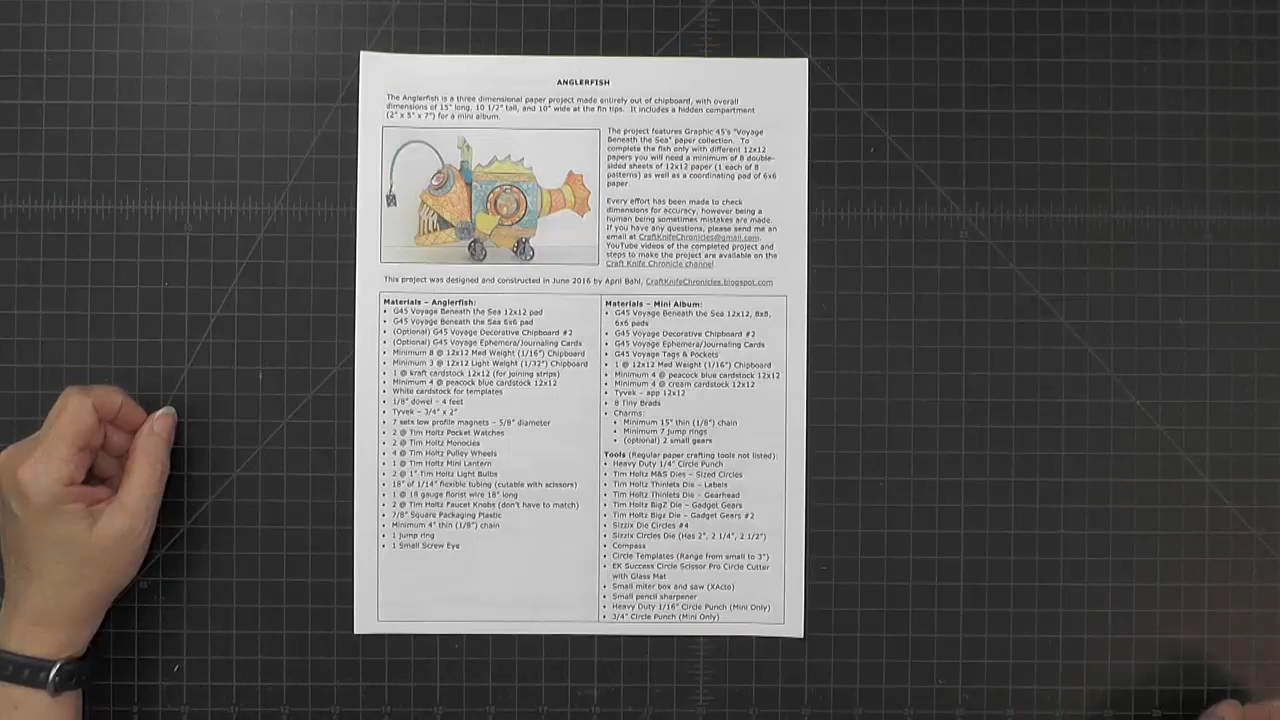 ANGLERFISH
The Anglerfish is a three dimensional paper project made entirely out of chipboard, with overall
dimensions of 15" long, 10 1/2" tall, and 10" wide at the fin tips. It includes a hidden compartment
(2" x 5" x 7") for a mini album.
The project features Graphic 45's "Voyage
Beneath the Sea" paper collection. To
complete the fish only with different 12x12
papers you will need a minimum of 8 double-
sided sheets of 12x12 paper (1 each of 8
patterns) as well as a coordinating pad of 6x6
paper.
Every effort has been made to check
dimensions for accuracy, however being a
human being sometimes mistakes are made.
If you have any questions, please send me an
email at CraftKnifeChronicles@gmail.com.
YouTube videos of the completed project and
steps to make the project are available on the
Craft Knife Chronicle channel.
This project was designed and constructed in June 2016 by April Bahl, CraftKnifeChronicles.blogspot.com
Materials – Anglerfish:
• G45 Voyage Beneath the Sea 12x12 pad
• G45 Voyage Beneath the Sea 6x6 pad
• (Optional) G45 Voyage Decorative Chipboard #2
• (Optional) G45 Voyage Ephemera/Journaling Cards
• Minimum 8 @ 12x12 Med Weight (1/16") Chipboard
• Minimum 3 @ 12x12 Light Weight (1/32") Chipboard
• 1 @ kraft cardstock 12x12 (for joining strips)
• Minimum 4 @ peacock blue cardstock 12x12
• White cardstock for templates
• 1/8" dowel – 4 feet
• Tyvek – 3/4" x 2"
• 7 sets low profile magnets – 5/8" diameter
• 2 @ Tim Holtz Pocket Watches
• 2 @ Tim Holtz Monocles
• 4 @ Tim Holtz Pulley Wheels
• 1 @ Tim Holtz Mini Lantern
• 2 @ 1" Tim Holtz Light Bulbs
• 18" of 1/14" flexible tubing (cutable with scissors)
• 1 @ 18 gauge florist wire 18" long
• 2 @ Tim Holtz Faucet Knobs (don't have to match)
• 7/8" Square Packaging Plastic
• Minimum 4" thin (1/8") chain
• 1 jump ring
• 1 Small Screw Eye
Materials – Mini Album:
• G45 Voyage Beneath the Sea 12x12, 8x8,
6x6 pads
• G45 Voyage Decorative Chipboard #2
• G45 Voyage Ephemera/Journaling Cards
• G45 Voyage Tags & Pockets
• 1 @ 12x12 Med Weight (1/16") Chipboard
• Minimum 4 @ peacock blue cardstock 12x12
• Minimum 4 @ cream cardstock 12x12
• Tyvek – app 12x12
• 8 Tiny Brads
• Charms:
• Minimum 15" thin (1/8") chain
• Minimum 7 jump rings
• (optional) 2 small gears
Tools (Regular paper crafting tools not listed):
• Heavy Duty 1/4" Circle Punch
• Tim Holtz M&S Dies – Sized Circles
• Tim Holtz Thinlets Die – Labels
• Tim Holtz Thinlets Die – Gearhead
• Tim Holtz BigZ Die – Gadget Gears
• Tim Holtz Bigz Die – Gadget Gears #2
• Sizzix Die Circles #4
• Sizzix Circles Die (Has 2", 2 1/4", 2 1/2")
• Compass
• Circle Templates (Range from small to 3")
• EK Success Circle Scissor Pro Circle Cutter
with Glass Mat
• Small miter box and saw (XActo)
• Small pencil sharpener
• Heavy Duty 1/16" Circle Punch (Mini Only)
• 3/4" Circle Punch (Mini Only)